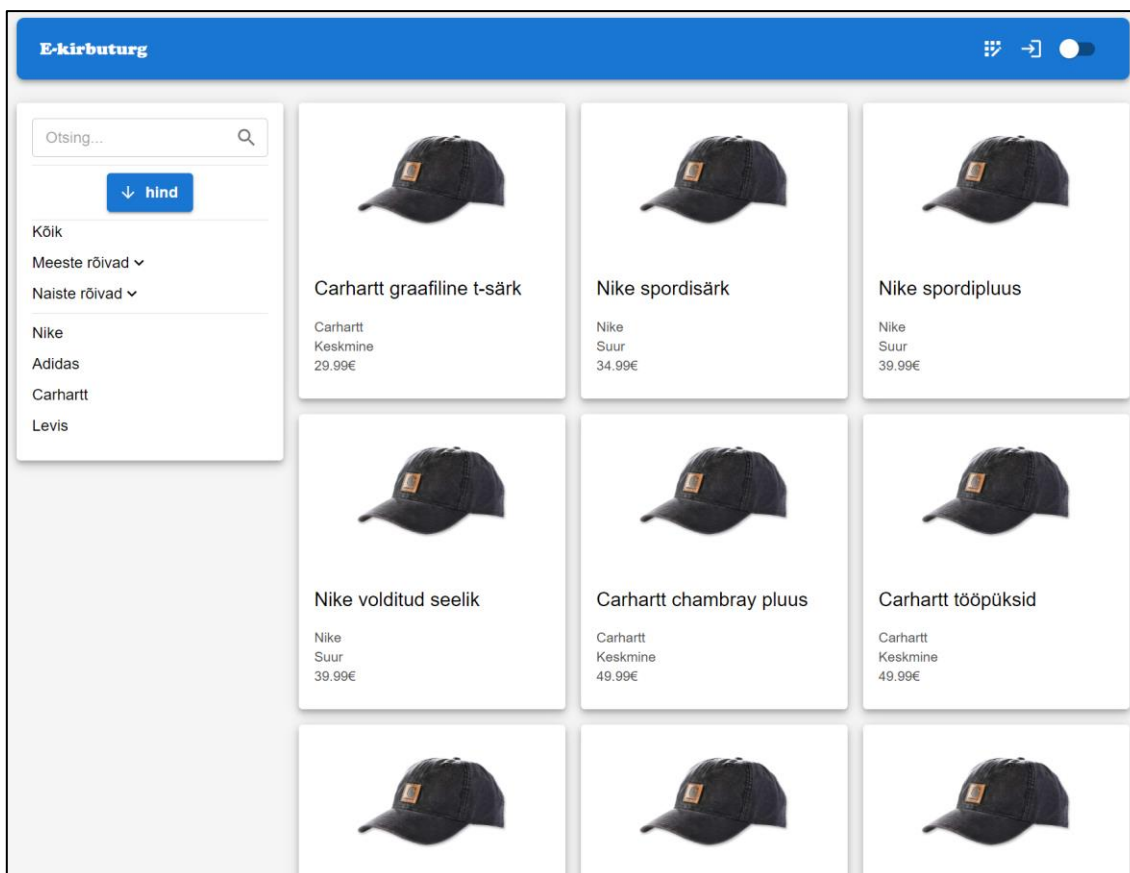 E-kirbuturg
Otsing...
hind
Kõik
Meeste rõivad
Naiste rõivad
Nike
Adidas
Carhartt
Levis
Carhartt graafiline t-särk
Carhartt
Keskmine
29.99€
Nike spordisärk
Nike
Suur
34.99€
Nike spordipluus
Nike
Suur
39.99€
Nike volditud seelik
Nike
Suur
39.99€
Carhartt chambray pluus
Carhartt
Keskmine
49.99€
Carhartt tööpüksid
Carhartt
Keskmine
49.99€